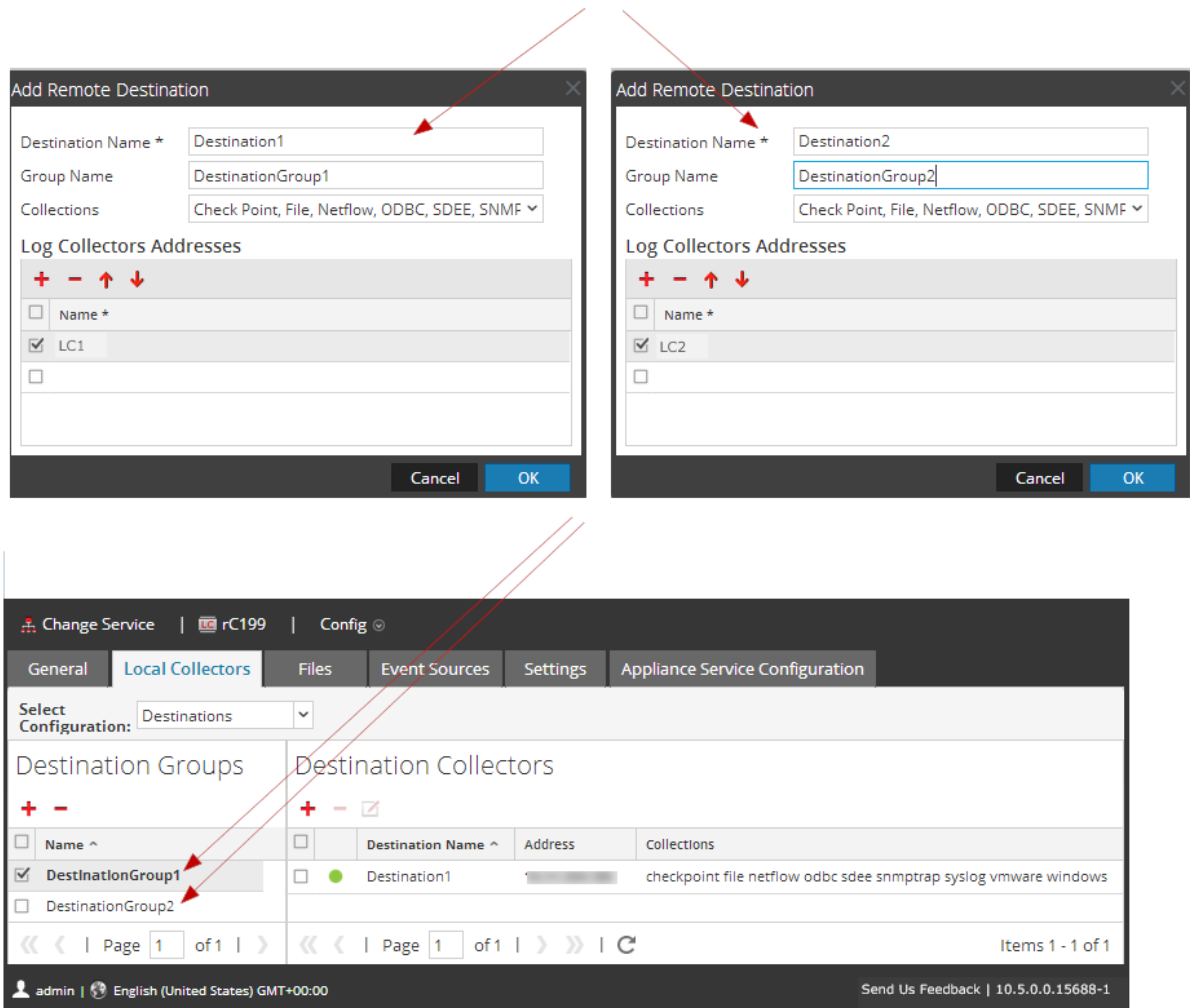 Add Remote Destination
Destination Name * Destination1
Group Name DestinationGroup1
Collections Check Point, File, Netflow, ODBC, SDEE, SNMF
Log Collectors Addresses
Name *
LC1
Cancel OK
Add Remote Destination
Destination Name * Destination2
Group Name DestinationGroup2
Collections Check Point, File, Netflow, ODBC, SDEE, SNMF
Log Collectors Addresses
Name *
LC2
Cancel OK
Change Service | LC rC199 | Config
General Local Collectors Files Event Sources Settings Appliance Service Configuration
Select Configuration: Destinations
Destination Groups
Name
DestinationGroup1
DestinationGroup2
Page 1 of 1
Destination Collectors
Destination Name Address Collections
Destination1 checkpoint file netflow odbc sdee snmptrap syslog vmware windows
Page 1 of 1 Items 1 - 1 of 1
admin | English (United States) GMT+00:00 Send Us Feedback | 10.5.0.0.15688-1